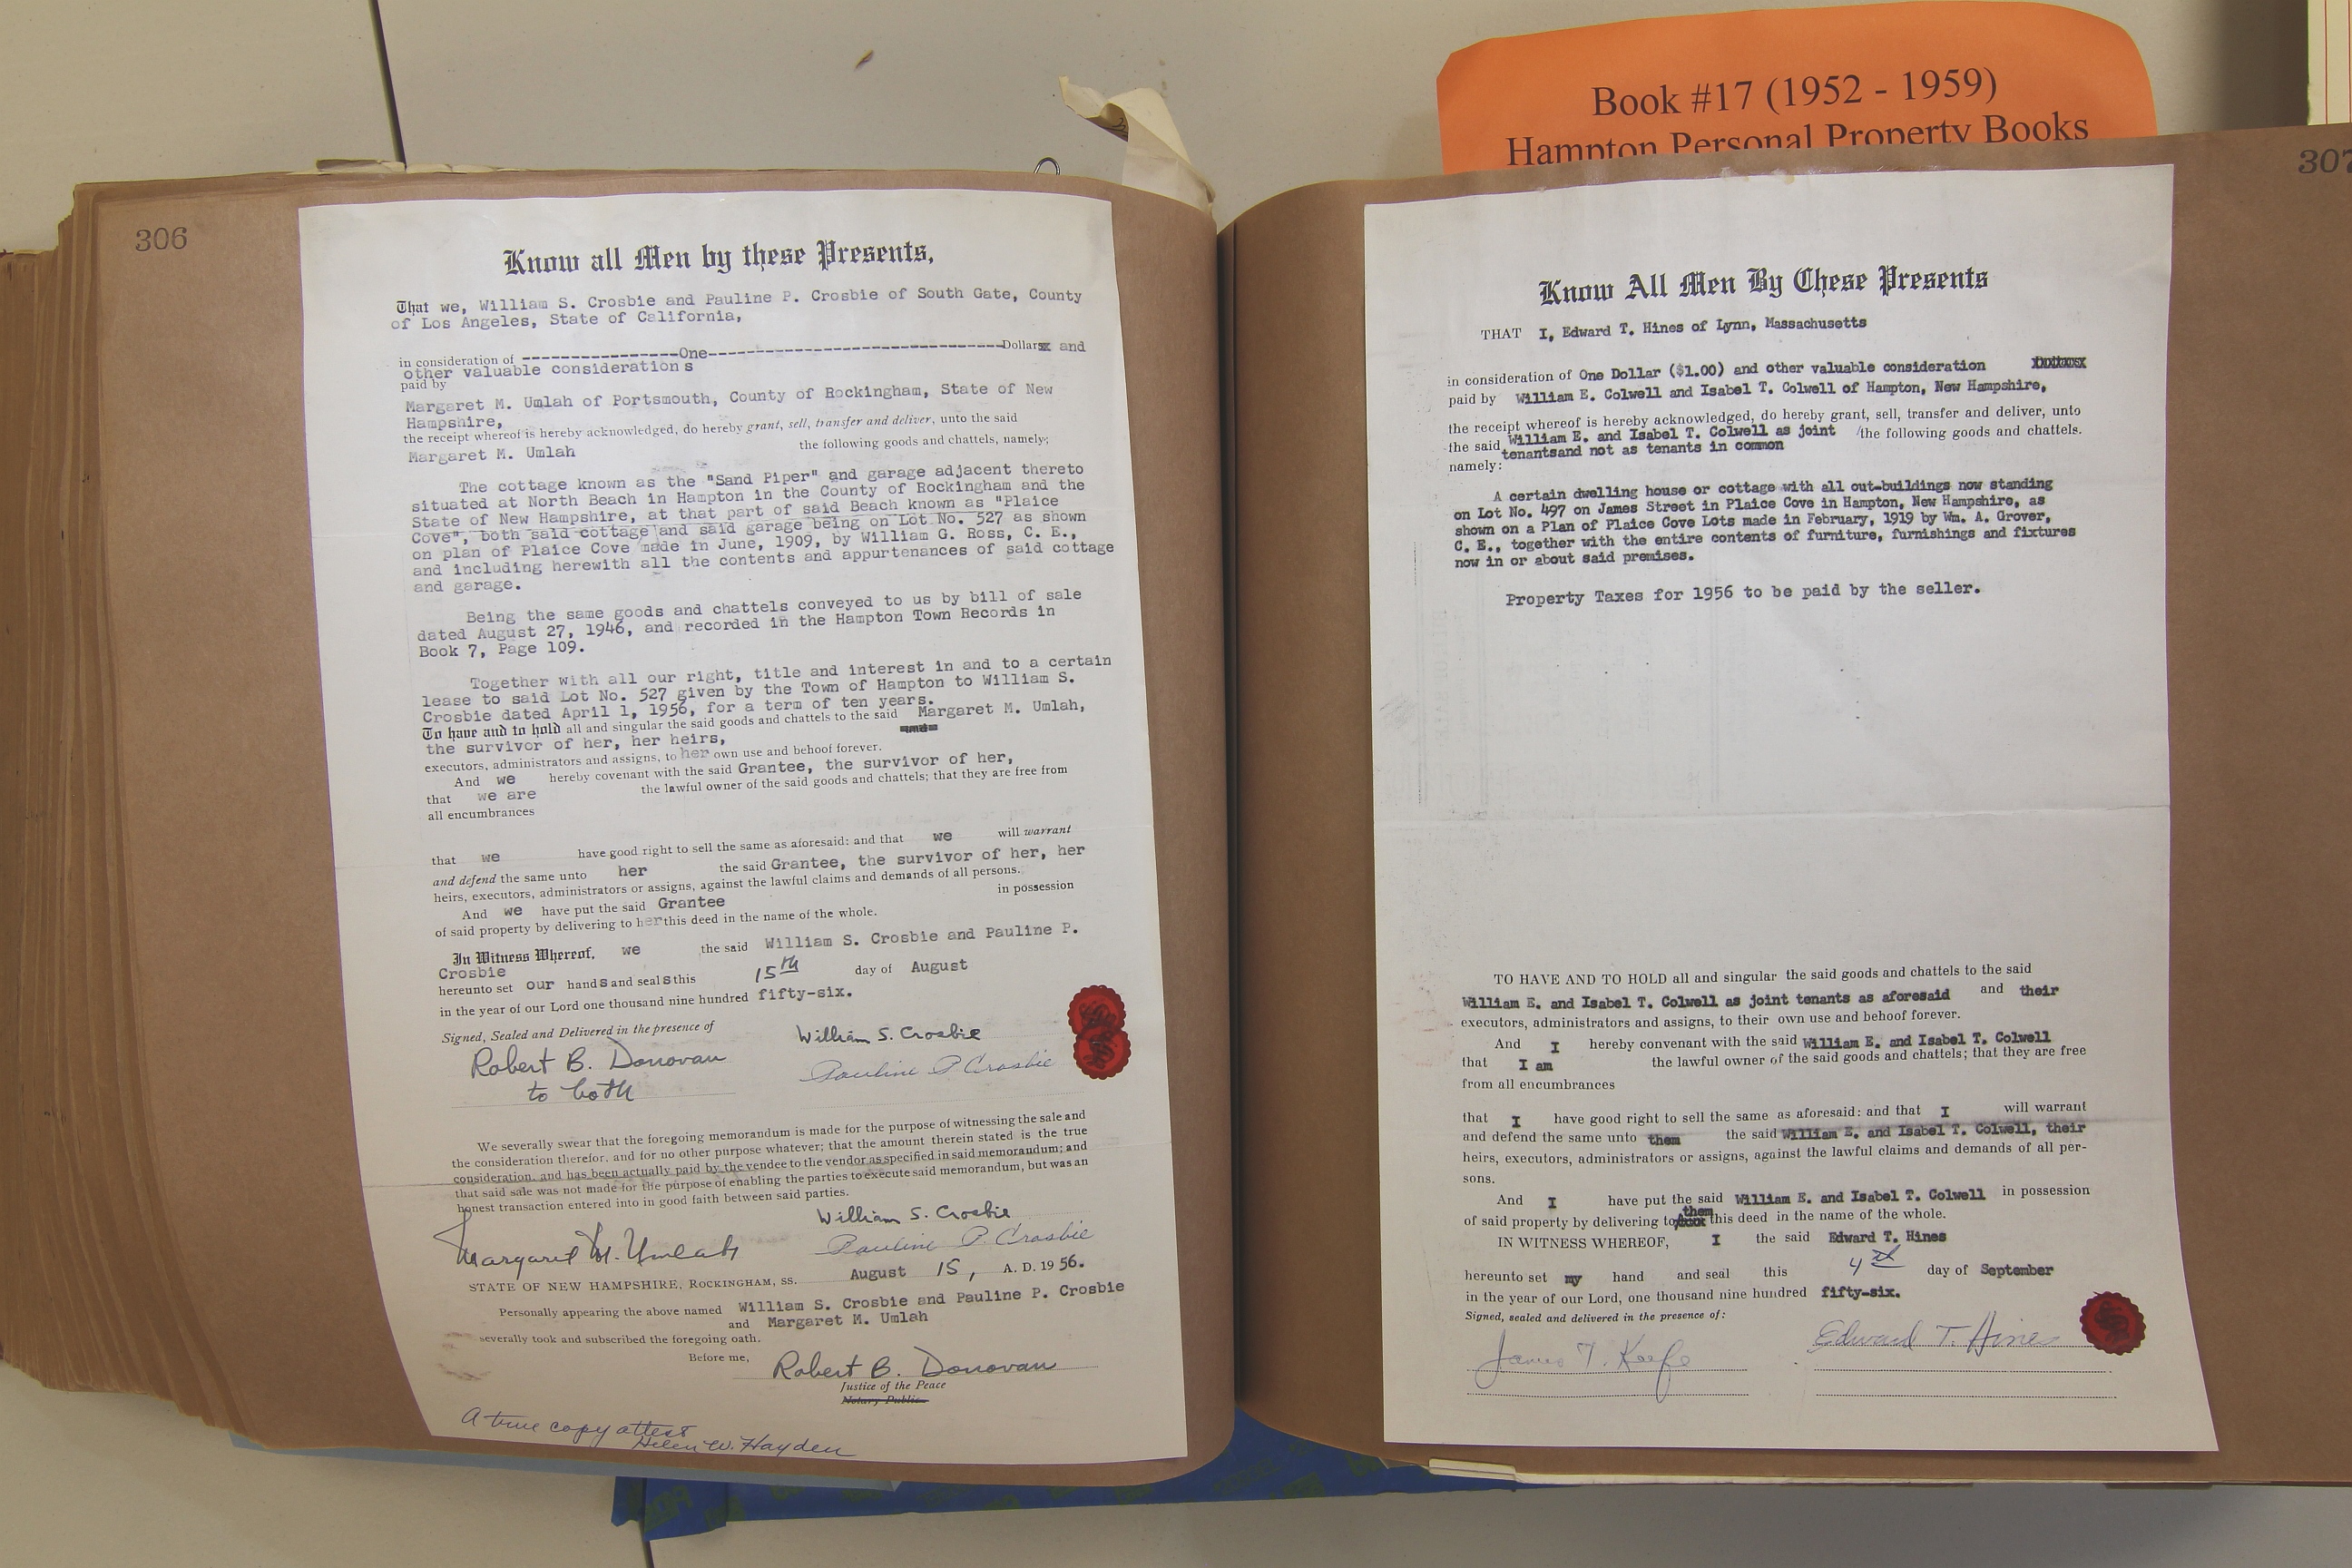 Book #17 (1952 - 1959)
Hampton Personal Property Books
306
Know all Men by these Presents,
That we, William S. Crosbie and Pauline P. Crosbie of South Gate, County
of Los Angeles, State of California,
in consideration of ----------------One------------------------------Dollarsx and
other valuable considerations
paid by
Margaret M. Umlah of Portsmouth, County of Rockingham, State of New
Hampshire,
the receipt whereof is hereby acknowledged, do hereby grant, sell, transfer and deliver, unto the said
Margaret M. Umlah the following goods and chattels, namely;
The cottage known as the "Sand Piper" and garage adjacent thereto
situated at North Beach in Hampton in the County of Rockingham and the
State of New Hampshire, at that part of said Beach known as "Plaice
Cove", both said cottage and said garage being on Lot No. 527 as shown
on plan of Plaice Cove made in June, 1909, by William G. Ross, C. E.,
and including herewith all the contents and appurtenances of said cottage
and garage.
Being the same goods and chattels conveyed to us by bill of sale
dated August 27, 1946, and recorded in the Hampton Town Records in
Book 7, Page 109.
Together with all our right, title and interest in and to a certain
lease to said Lot No. 527 given by the Town of Hampton to William S.
Crosbie dated April 1, 1956, for a term of ten years.
To have and to hold all and singular the said goods and chattels to the said Margaret M. Umlah,
and
the survivor of her, her heirs,
executors, administrators and assigns, to her own use and behoof forever.
And we hereby covenant with the said Grantee, the survivor of her,
that we are the lawful owner of the said goods and chattels; that they are free from
all encumbrances
that we have good right to sell the same as aforesaid: and that we will warrant
and defend the same unto her the said Grantee, the survivor of her, her
heirs, executors, administrators or assigns, against the lawful claims and demands of all persons.
And we have put the said Grantee in possession
of said property by delivering to her this deed in the name of the whole.
In Witness Whereof, we the said William S. Crosbie and Pauline P.
Crosbie
hereunto set our hands and seals this 15th day of August
in the year of our Lord one thousand nine hundred fifty-six.
Signed, Sealed and Delivered in the presence of
Robert B. Donovan William S. Crosbie
to both Pauline P Crosbie
We severally swear that the foregoing memorandum is made for the purpose of witnessing the sale and
the consideration therefor, and for no other purpose whatever; that the amount therein stated is the true
consideration, and has been actually paid by the vendee to the vendor as specified in said memorandum; and
that said sale was not made for the purpose of enabling the parties to execute said memorandum, but was an
honest transaction entered into in good faith between said parties.
William S. Crosbie
Margaret M. Umlah Pauline P. Crosbie
STATE OF NEW HAMPSHIRE, ROCKINGHAM, SS. August 15, A. D. 1956.
Personally appearing the above named William S. Crosbie and Pauline P. Crosbie
and Margaret M. Umlah
severally took and subscribed the foregoing oath.
Before me, Robert B. Donovan
Justice of the Peace
Notary Public.
A true copy attest
Helen W. Hayden
307
Know All Men By These Presents
THAT I, Edward T. Hines of Lynn, Massachusetts
in consideration of One Dollar ($1.00) and other valuable consideration
paid by William E. Colwell and Isabel T. Colwell of Hampton, New Hampshire,
the receipt whereof is hereby acknowledged, do hereby grant, sell, transfer and deliver, unto
the said William E. and Isabel T. Colwell as joint /the following goods and chattels.
tenantsand not as tenants in common
namely:
A certain dwelling house or cottage with all out-buildings now standing
on Lot No. 497 on James Street in Plaice Cove in Hampton, New Hampshire, as
shown on a Plan of Plaice Cove Lots made in February, 1919 by Wm. A. Grover,
C. E., together with the entire contents of furniture, furnishings and fixtures
now in or about said premises.
Property Taxes for 1956 to be paid by the seller.
TO HAVE AND TO HOLD all and singular the said goods and chattels to the said
William E. and Isabel T. Colwell as joint tenants as aforesaid and their
executors, administrators and assigns, to their own use and behoof forever.
And I hereby convenant with the said William E. and Isabel T. Colwell
that I am the lawful owner of the said goods and chattels; that they are free
from all encumbrances
that I have good right to sell the same as aforesaid: and that I will warrant
and defend the same unto them the said William E. and Isabel T. Colwell, their
heirs, executors, administrators or assigns, against the lawful claims and demands of all per-
sons.
And I have put the said William E. and Isabel T. Colwell in possession
them
of said property by delivering to this deed in the name of the whole.
IN WITNESS WHEREOF, I the said Edward T. Hines
hereunto set my hand and seal this 4th day of September
in the year of our Lord, one thousand nine hundred fifty-six.
Signed, sealed and delivered in the presence of:
James T. Keefe Edward T. Hines